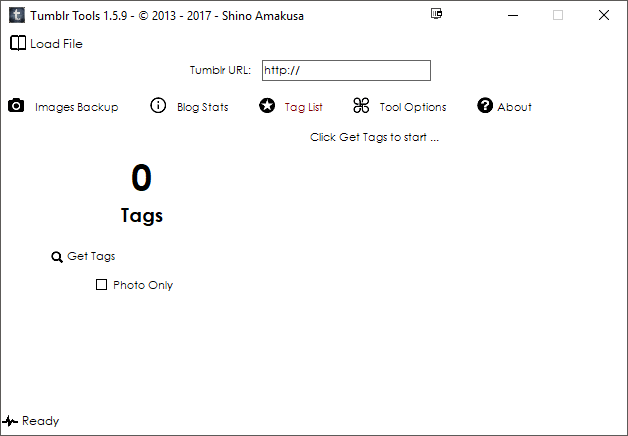 Tumblr Tools 1.5.9 - © 2013 - 2017 - Shino Amakusa
Load File
Tumblr URL: http://
Images Backup Blog Stats Tag List Tool Options About
Click Get Tags to start ...
0
Tags
Get Tags
Photo Only
Ready